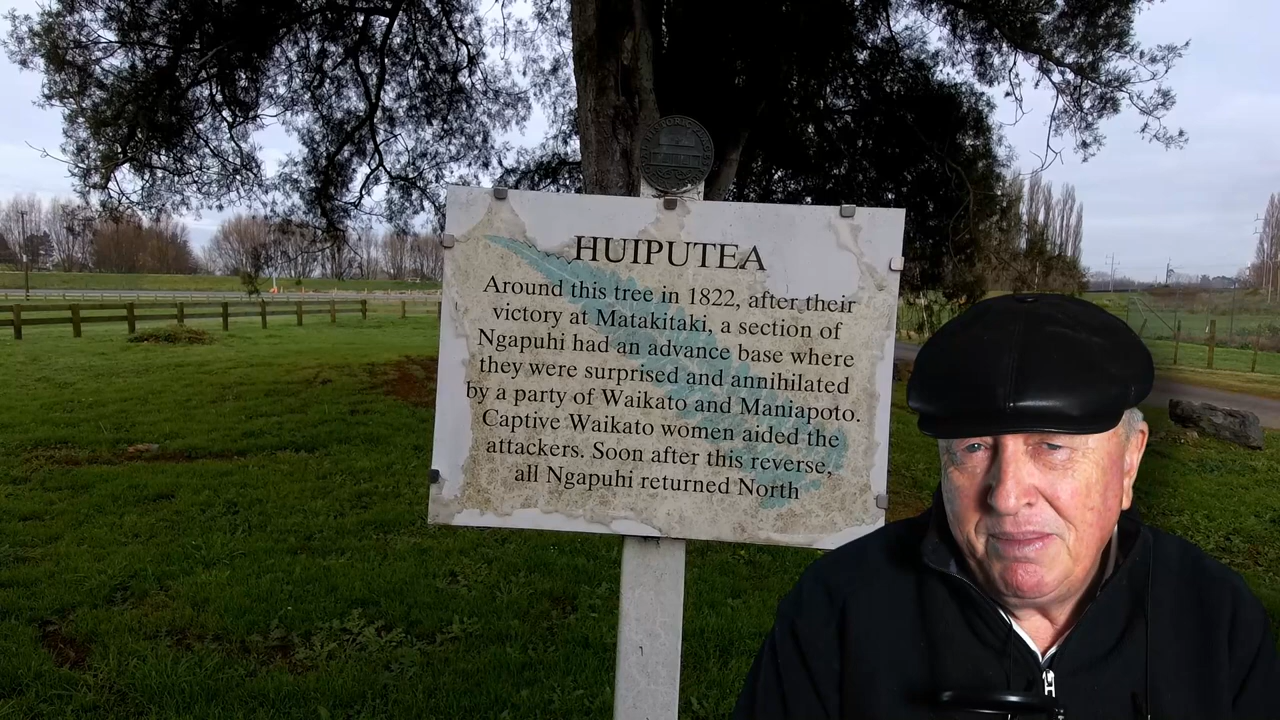 HISTORIC PLACES
HUIPUTEA
Around this tree in 1822, after their
victory at Matakitaki, a section of
Ngapuhi had an advance base where
they were surprised and annihilated
by a party of Waikato and Maniapoto.
Captive Waikato women aided the
attackers. Soon after this reverse,
all Ngapuhi returned North